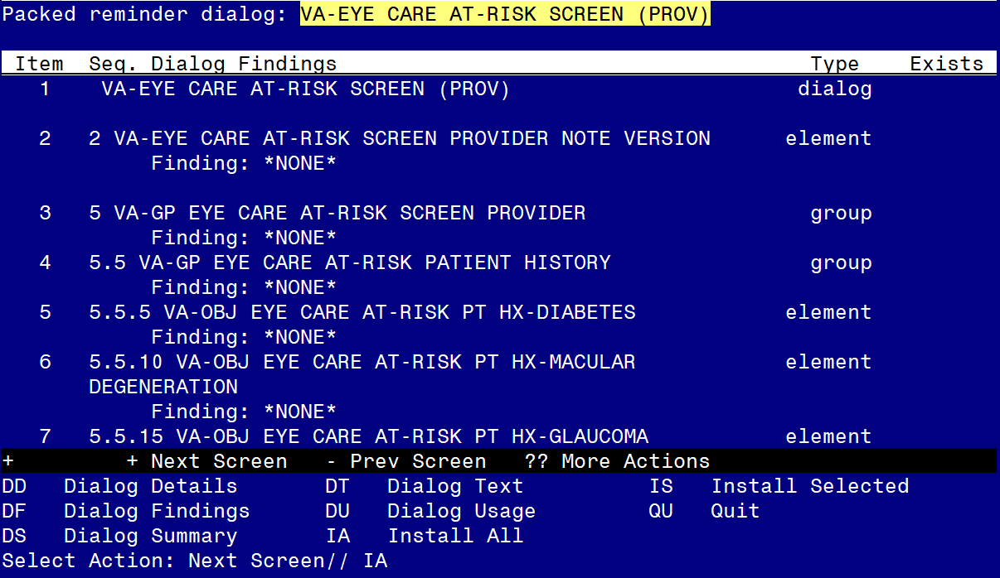 Packed reminder dialog: VA-EYE CARE AT-RISK SCREEN (PROV)
Item Seq. Dialog Findings Type Exists
1 VA-EYE CARE AT-RISK SCREEN (PROV) dialog
2 2 VA-EYE CARE AT-RISK SCREEN PROVIDER NOTE VERSION element
Finding: *NONE*
3 5 VA-GP EYE CARE AT-RISK SCREEN PROVIDER group
Finding: *NONE*
4 5.5 VA-GP EYE CARE AT-RISK PATIENT HISTORY group
Finding: *NONE*
5 5.5.5 VA-OBJ EYE CARE AT-RISK PT HX-DIABETES element
Finding: *NONE*
6 5.5.10 VA-OBJ EYE CARE AT-RISK PT HX-MACULAR element
DEGENERATION
Finding: *NONE*
7 5.5.15 VA-OBJ EYE CARE AT-RISK PT HX-GLAUCOMA element
+ + Next Screen - Prev Screen ?? More Actions
DD Dialog Details DT Dialog Text IS Install Selected
DF Dialog Findings DU Dialog Usage QU Quit
DS Dialog Summary IA Install All
Select Action: Next Screen// IA